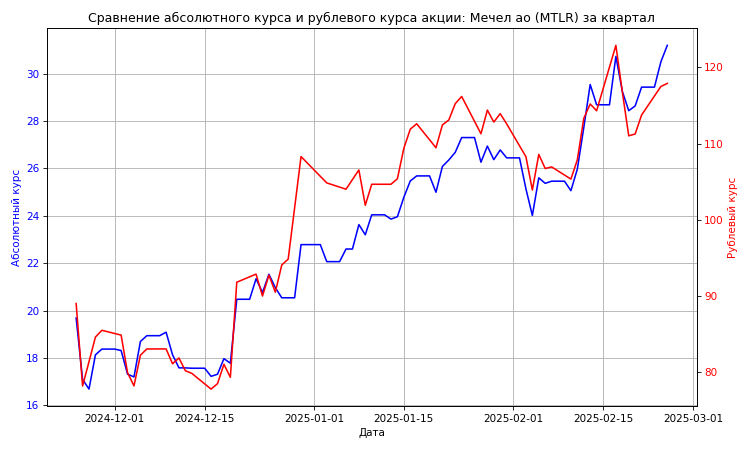 Сравнение абсолютного курса и рублевого курса акции: Мечел ао (MTLR) за квартал
Абсолютный курс
30
28
26
24
22
20
18
16
120
110
100
90
80
Рублевый курс
2024-12-01 2024-12-15 2025-01-01 2025-01-15 2025-02-01 2025-02-15 2025-03-01
Дата